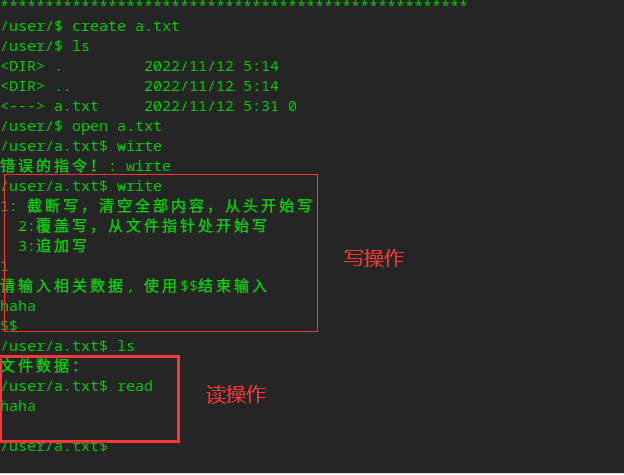 ****************************************************
/user/$ create a.txt
/user/$ ls
<DIR> .         2022/11/12 5:14
<DIR> ..        2022/11/12 5:14
<---> a.txt     2022/11/12 5:31 0
/user/$ open a.txt
/user/a.txt$ wirte
错误的指令！: wirte
/user/a.txt$ write
1: 截断写，清空全部内容，从头开始写
  2:覆盖写，从文件指针处开始写
  3:追加写
1
请输入相关数据，使用$$结束输入
haha
$$
写操作
/user/a.txt$ ls
文件数据:
/user/a.txt$ read
haha
读操作
/user/a.txt$